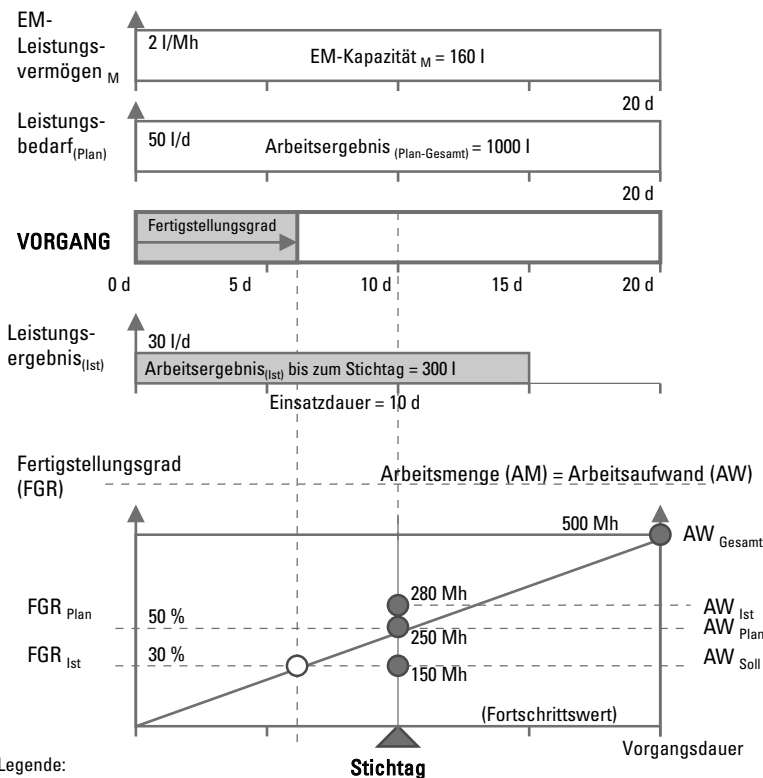 EM-
Leistungs-
vermögen M
2 l/Mh
EM-Kapazität M = 160 l
20 d
Leistungs-
bedarf(Plan)
50 l/d
Arbeitsergebnis (Plan-Gesamt) = 1000 l
20 d
VORGANG
Fertigstellungsgrad
0 d 5 d 10 d 15 d 20 d
Leistungs-
ergebnis(Ist)
30 l/d
Arbeitsergebnis(Ist) bis zum Stichtag = 300 l
Einsatzdauer = 10 d
Fertigstellungsgrad
(FGR)
Arbeitsmenge (AM) = Arbeitsaufwand (AW)
500 Mh
AW Gesamt
FGR Plan
50 %
280 Mh
AW Ist
250 Mh
AW Plan
FGR Ist
30 %
150 Mh
AW Soll
(Fortschrittswert)
Vorgangsdauer
Legende:
Stichtag